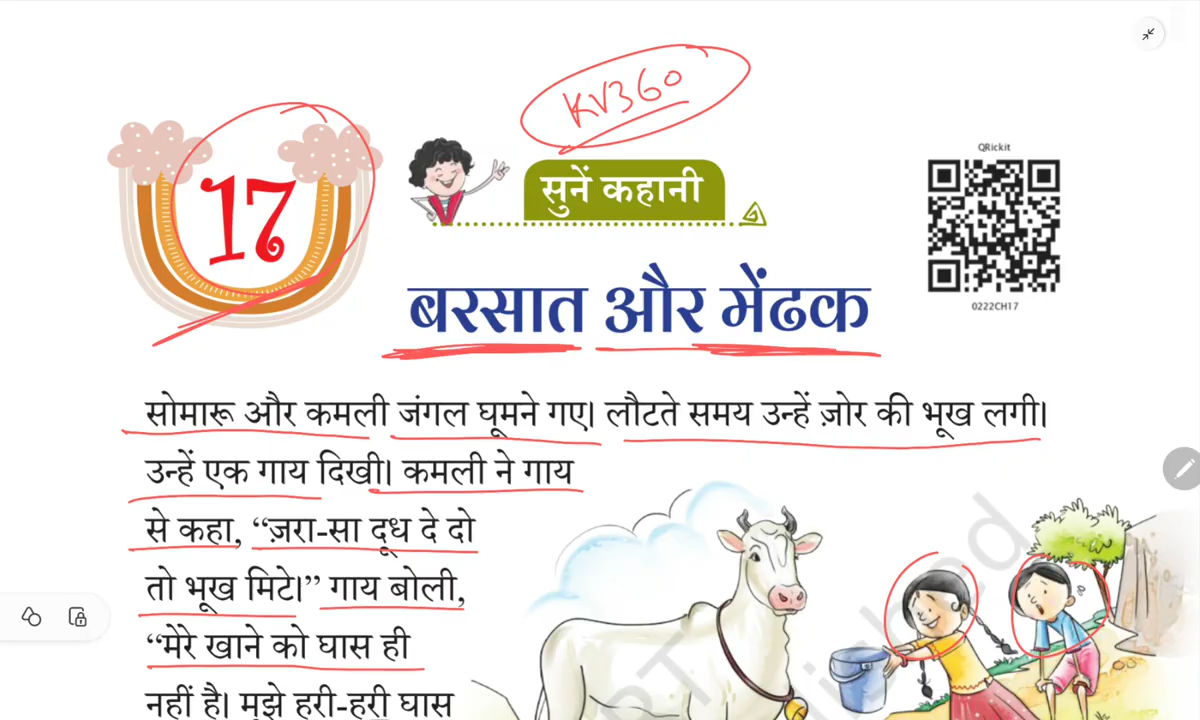 KV360
17
सुनें कहानी
QRickit
0222CH17
बरसात और मेंढक
सोमारू और कमली जंगल घूमने गए। लौटते समय उन्हें ज़ोर की भूख लगी।
उन्हें एक गाय दिखी। कमली ने गाय
से कहा, “ज़रा-सा दूध दे दो
तो भूख मिटे।” गाय बोली,
“मेरे खाने को घास ही
नहीं है। मुझे हरी-हरी घास